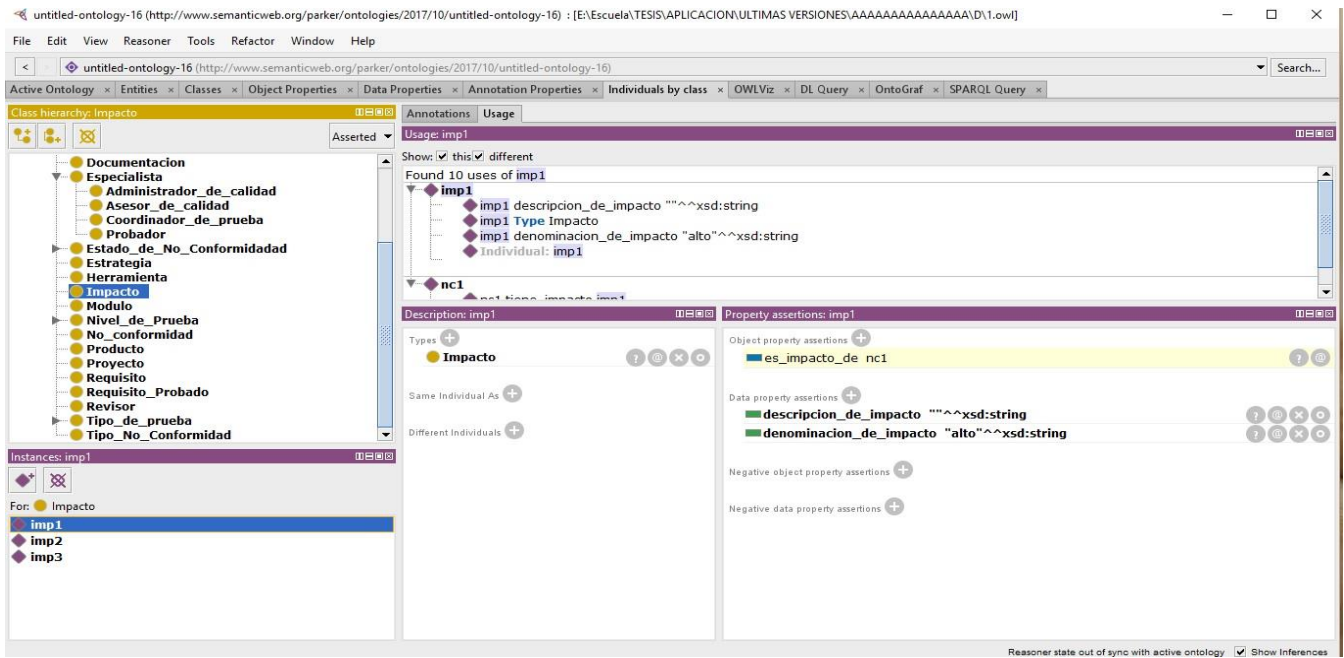 untitled-ontology-16 (http://www.semanticweb.org/parker/ontologies/2017/10/untitled-ontology-16) : [E:\Escuela\TESIS\APLICACION\ULTIMAS VERSIONES\AAAAAAAAAAAAAAA\D\1.owl]
File Edit View Reasoner Tools Refactor Window Help
< > untitled-ontology-16 (http://www.semanticweb.org/parker/ontologies/2017/10/untitled-ontology-16) Search...
Active Ontology × Entities × Classes × Object Properties × Data Properties × Annotation Properties × Individuals by class × OWLViz × DL Query × OntoGraf × SPARQL Query ×
Class hierarchy: Impacto
Asserted
Documentacion
Especialista
Administrador_de_calidad
Asesor_de_calidad
Coordinador_de_prueba
Probador
Estado_de_No_Conformidadad
Estrategia
Herramienta
Impacto
Modulo
Nivel_de_Prueba
No_conformidad
Producto
Proyecto
Requisito
Requisito_Probado
Revisor
Tipo_de_prueba
Tipo_No_Conformidad
Instances: imp1
For: Impacto
imp1
imp2
imp3
Annotations Usage
Usage: imp1
Show: this different
Found 10 uses of imp1
imp1
imp1 descripcion_de_impacto ""^^xsd:string
imp1 Type Impacto
imp1 denominacion_de_impacto "alto"^^xsd:string
Individual: imp1
nc1
nc1 tiene_impacto imp1
Description: imp1
Types
Impacto
Same Individual As
Different Individuals
Property assertions: imp1
Object property assertions
es_impacto_de nc1
Data property assertions
descripcion_de_impacto ""^^xsd:string
denominacion_de_impacto "alto"^^xsd:string
Negative object property assertions
Negative data property assertions
Reasoner state out of sync with active ontology Show Inferences